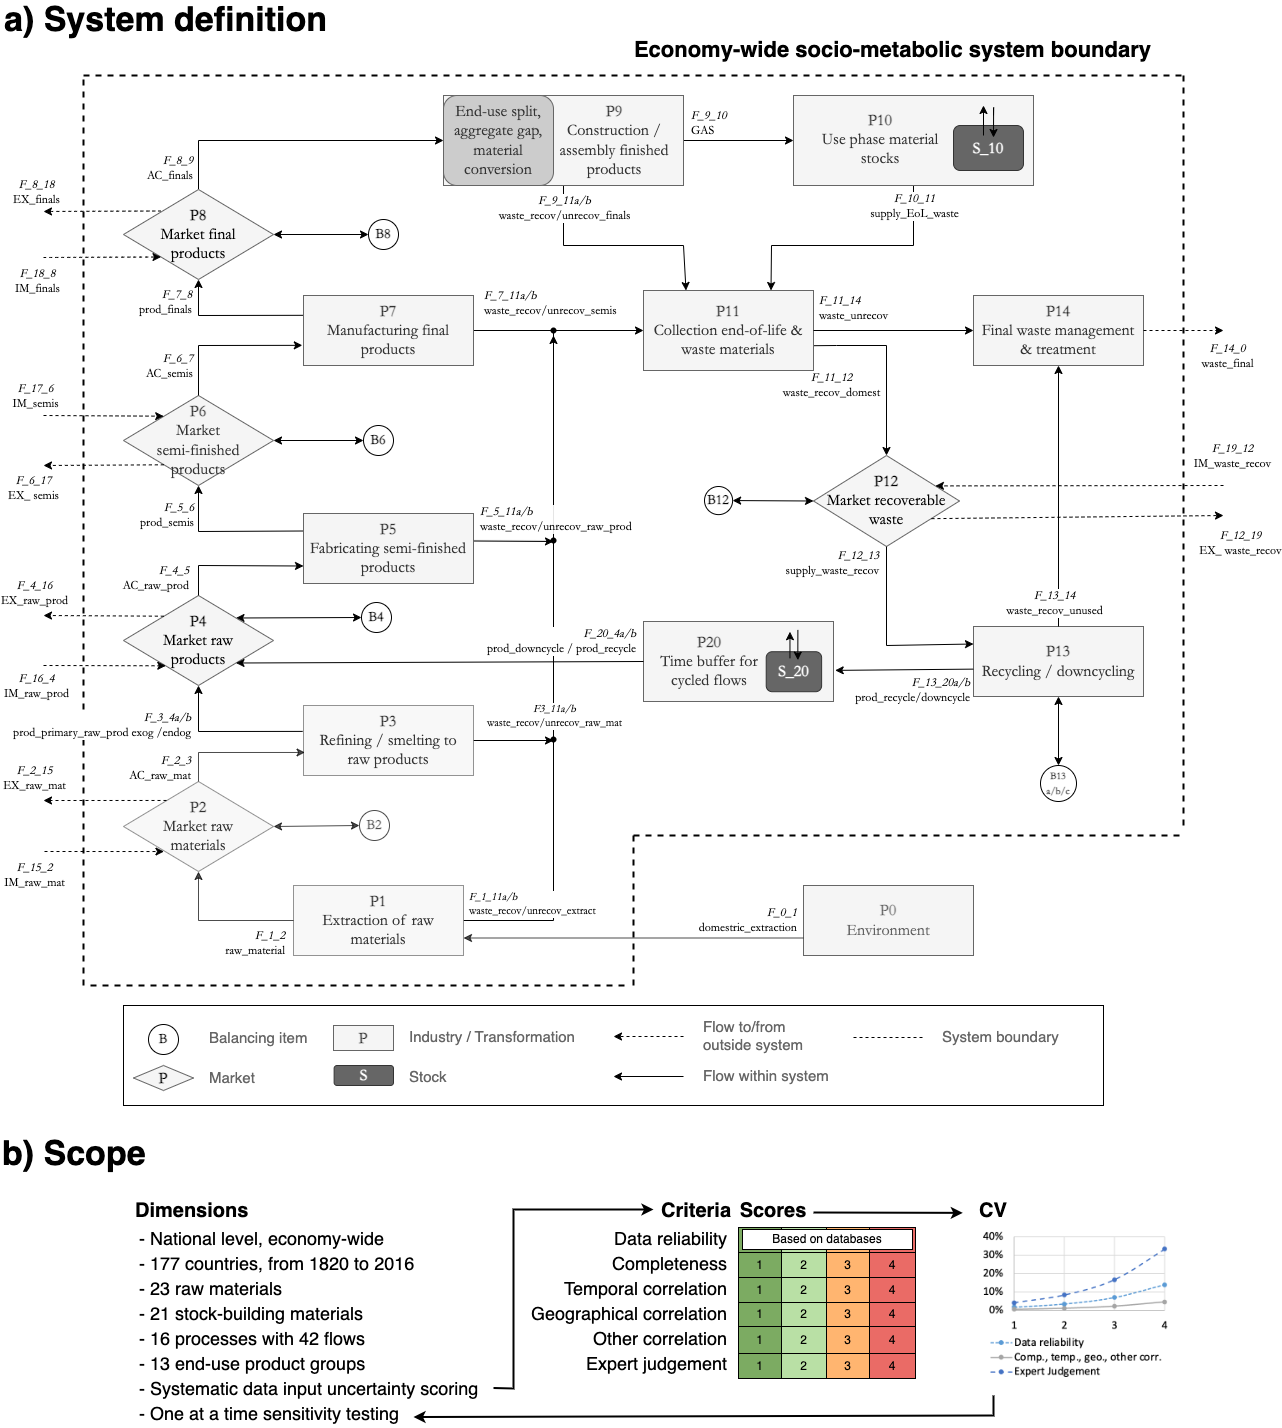 a) System definition
Economy-wide socio-metabolic system boundary
End-use split,
aggregate gap,
material
conversion
P9
Construction /
assembly finished
products
F_9_10
GAS
P10
Use phase material
stocks
S_10
F_8_9
AC_finals
F_8_18
EX_finals
P8
Market final
products
B8
F_18_8
IM_finals
F_9_11a/b
waste_recov/unrecov_finals
F_10_11
supply_EoL_waste
F_7_8
prod_finals
P7
Manufacturing final
products
F_7_11a/b
waste_recov/unrecov_semis
P11
Collection end-of-life &
waste materials
F_11_14
waste_unrecov
P14
Final waste management
& treatment
F_14_0
waste_final
F_6_7
AC_semis
F_17_6
IM_semis
P6
Market
semi-finished
products
B6
F_6_17
EX_ semis
F_11_12
waste_recov_domest
F_19_12
IM_waste_recov
P12
Market recoverable
waste
B12
F_12_19
EX_ waste_recov
F_5_6
prod_semis
P5
Fabricating semi-finished
products
F_5_11a/b
waste_recov/unrecov_raw_prod
F_12_13
supply_waste_recov
F_4_5
AC_raw_prod
F_4_16
EX_raw_prod
P4
Market raw
products
B4
F_16_4
IM_raw_prod
F_20_4a/b
prod_downcycle / prod_recycle
P20
Time buffer for
cycled flows
S_20
F_13_14
waste_recov_unused
P13
Recycling / downcycling
F_13_20a/b
prod_recycle/downcycle
B13
a/b/c
F_3_4a/b
prod_primary_raw_prod exog /endog
P3
Refining / smelting to
raw products
F3_11a/b
waste_recov/unrecov_raw_mat
F_2_3
AC_raw_mat
F_2_15
EX_raw_mat
P2
Market raw
materials
B2
F_15_2
IM_raw_mat
P1
Extraction of raw
materials
F_1_11a/b
waste_recov/unrecov_extract
F_1_2
raw_material
F_0_1
domestric_extraction
P0
Environment
B
Balancing item
P
Industry / Transformation
Flow to/from
outside system
System boundary
P
Market
S
Stock
Flow within system
b) Scope
Dimensions
- National level, economy-wide
- 177 countries, from 1820 to 2016
- 23 raw materials
- 21 stock-building materials
- 16 processes with 42 flows
- 13 end-use product groups
- Systematic data input uncertainty scoring
- One at a time sensitivity testing
Criteria Scores
Data reliability Based on databases
Completeness 1 2 3 4
Temporal correlation 1 2 3 4
Geographical correlation 1 2 3 4
Other correlation 1 2 3 4
Expert judgement 1 2 3 4
CV
40%
30%
20%
10%
0%
1 2 3 4
Data reliability
Comp., temp., geo., other corr.
Expert Judgement